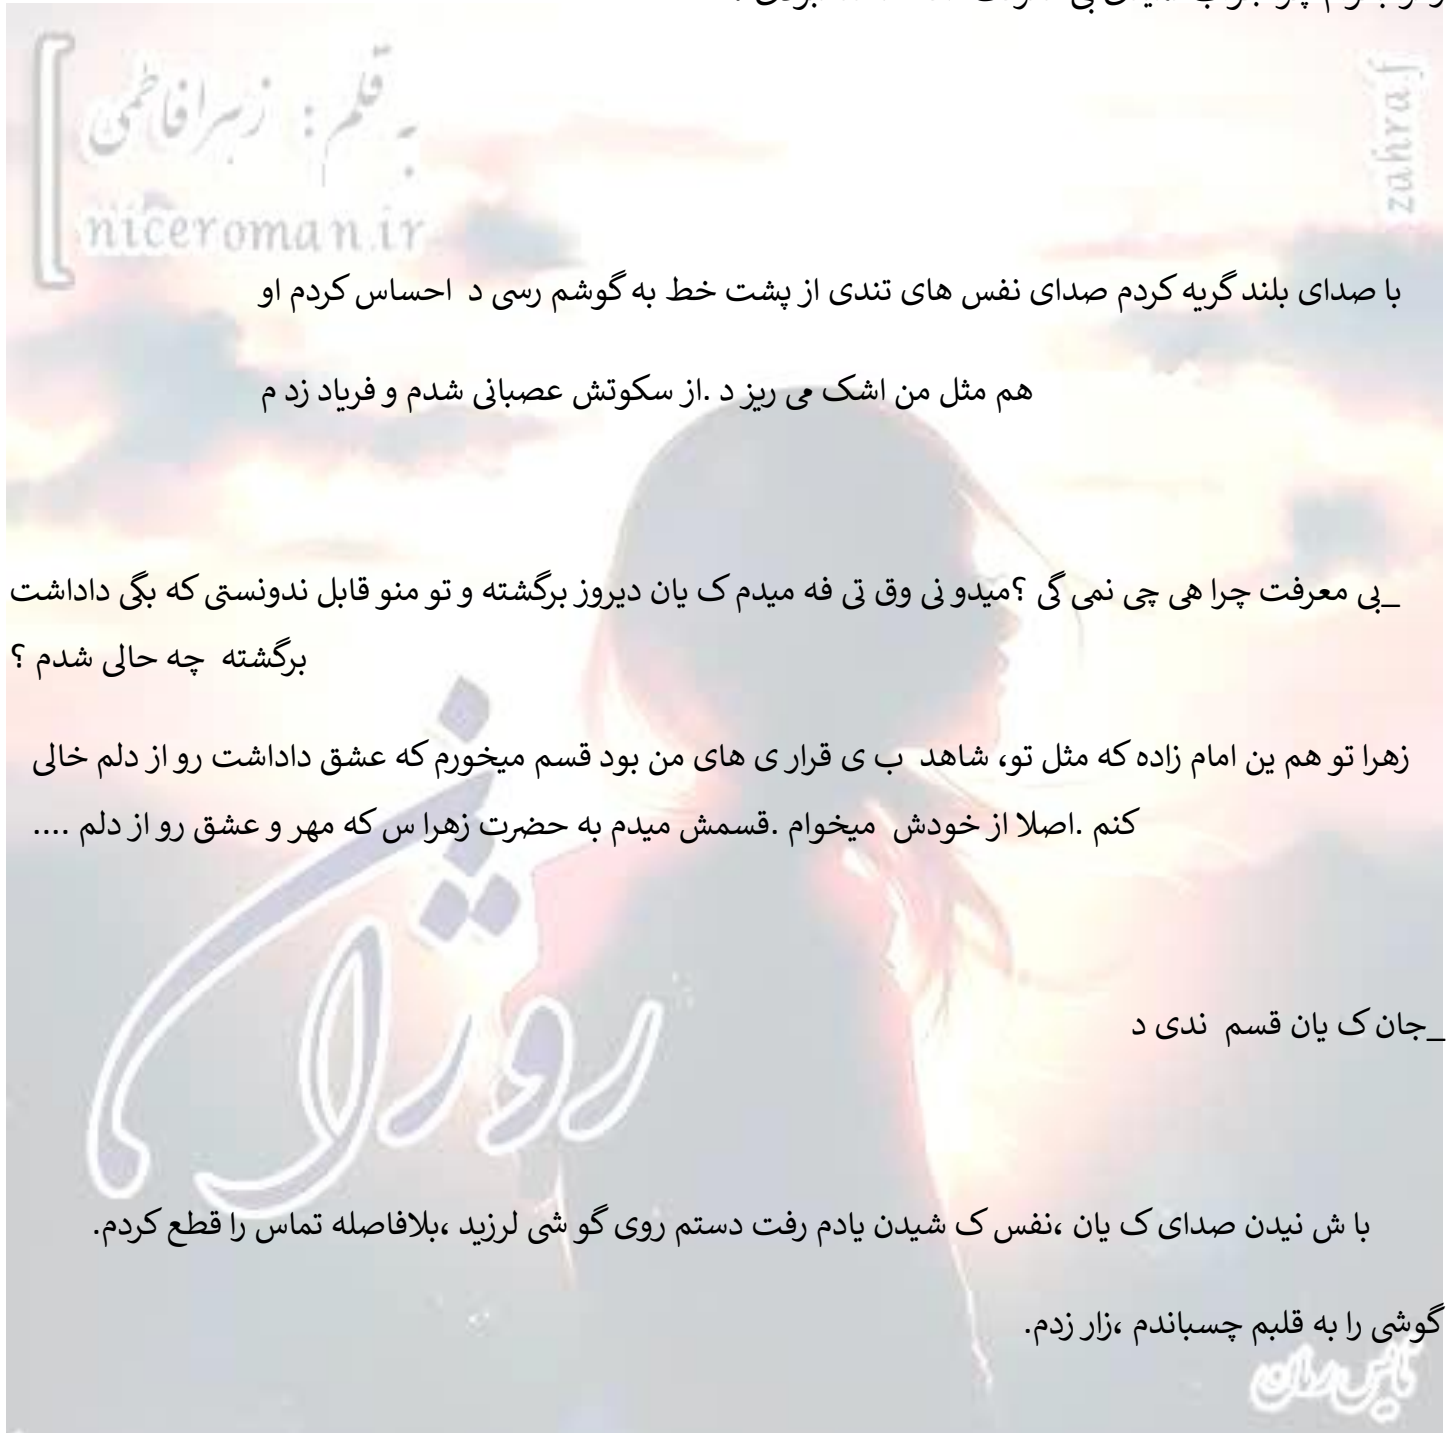 به قلم : زهرا فاطمی
niceroman.ir
zahra f
با صدای بلند گریه کردم صدای نفس های تندی از پشت خط به گوشم رسی د احساس کردم او
هم مثل من اشک می ریز د .از سکوتش عصبانی شدم و فریاد زد م
_بی معرفت چرا هی چی نمی گی ؟میدو نی وق تی فه میدم ک یان دیروز برگشته و تو منو قابل ندونستی که بگی داداشت
برگشته چه حالی شدم ؟
زهرا تو هم ین امام زاده که مثل تو، شاهد ب ی قرار ی های من بود قسم میخورم که عشق داداشت رو از دلم خالی
کنم .اصلا از خودش میخوام .قسمش میدم به حضرت زهرا س که مهر و عشق رو از دلم ....
_جان ک یان قسم ندی د
روژان
با ش نیدن صدای ک یان ،نفس ک شیدن یادم رفت دستم روی گو شی لرزید ،بلافاصله تماس را قطع کردم.
گوشی را به قلبم چسباندم ،زار زدم.
نایس رمان